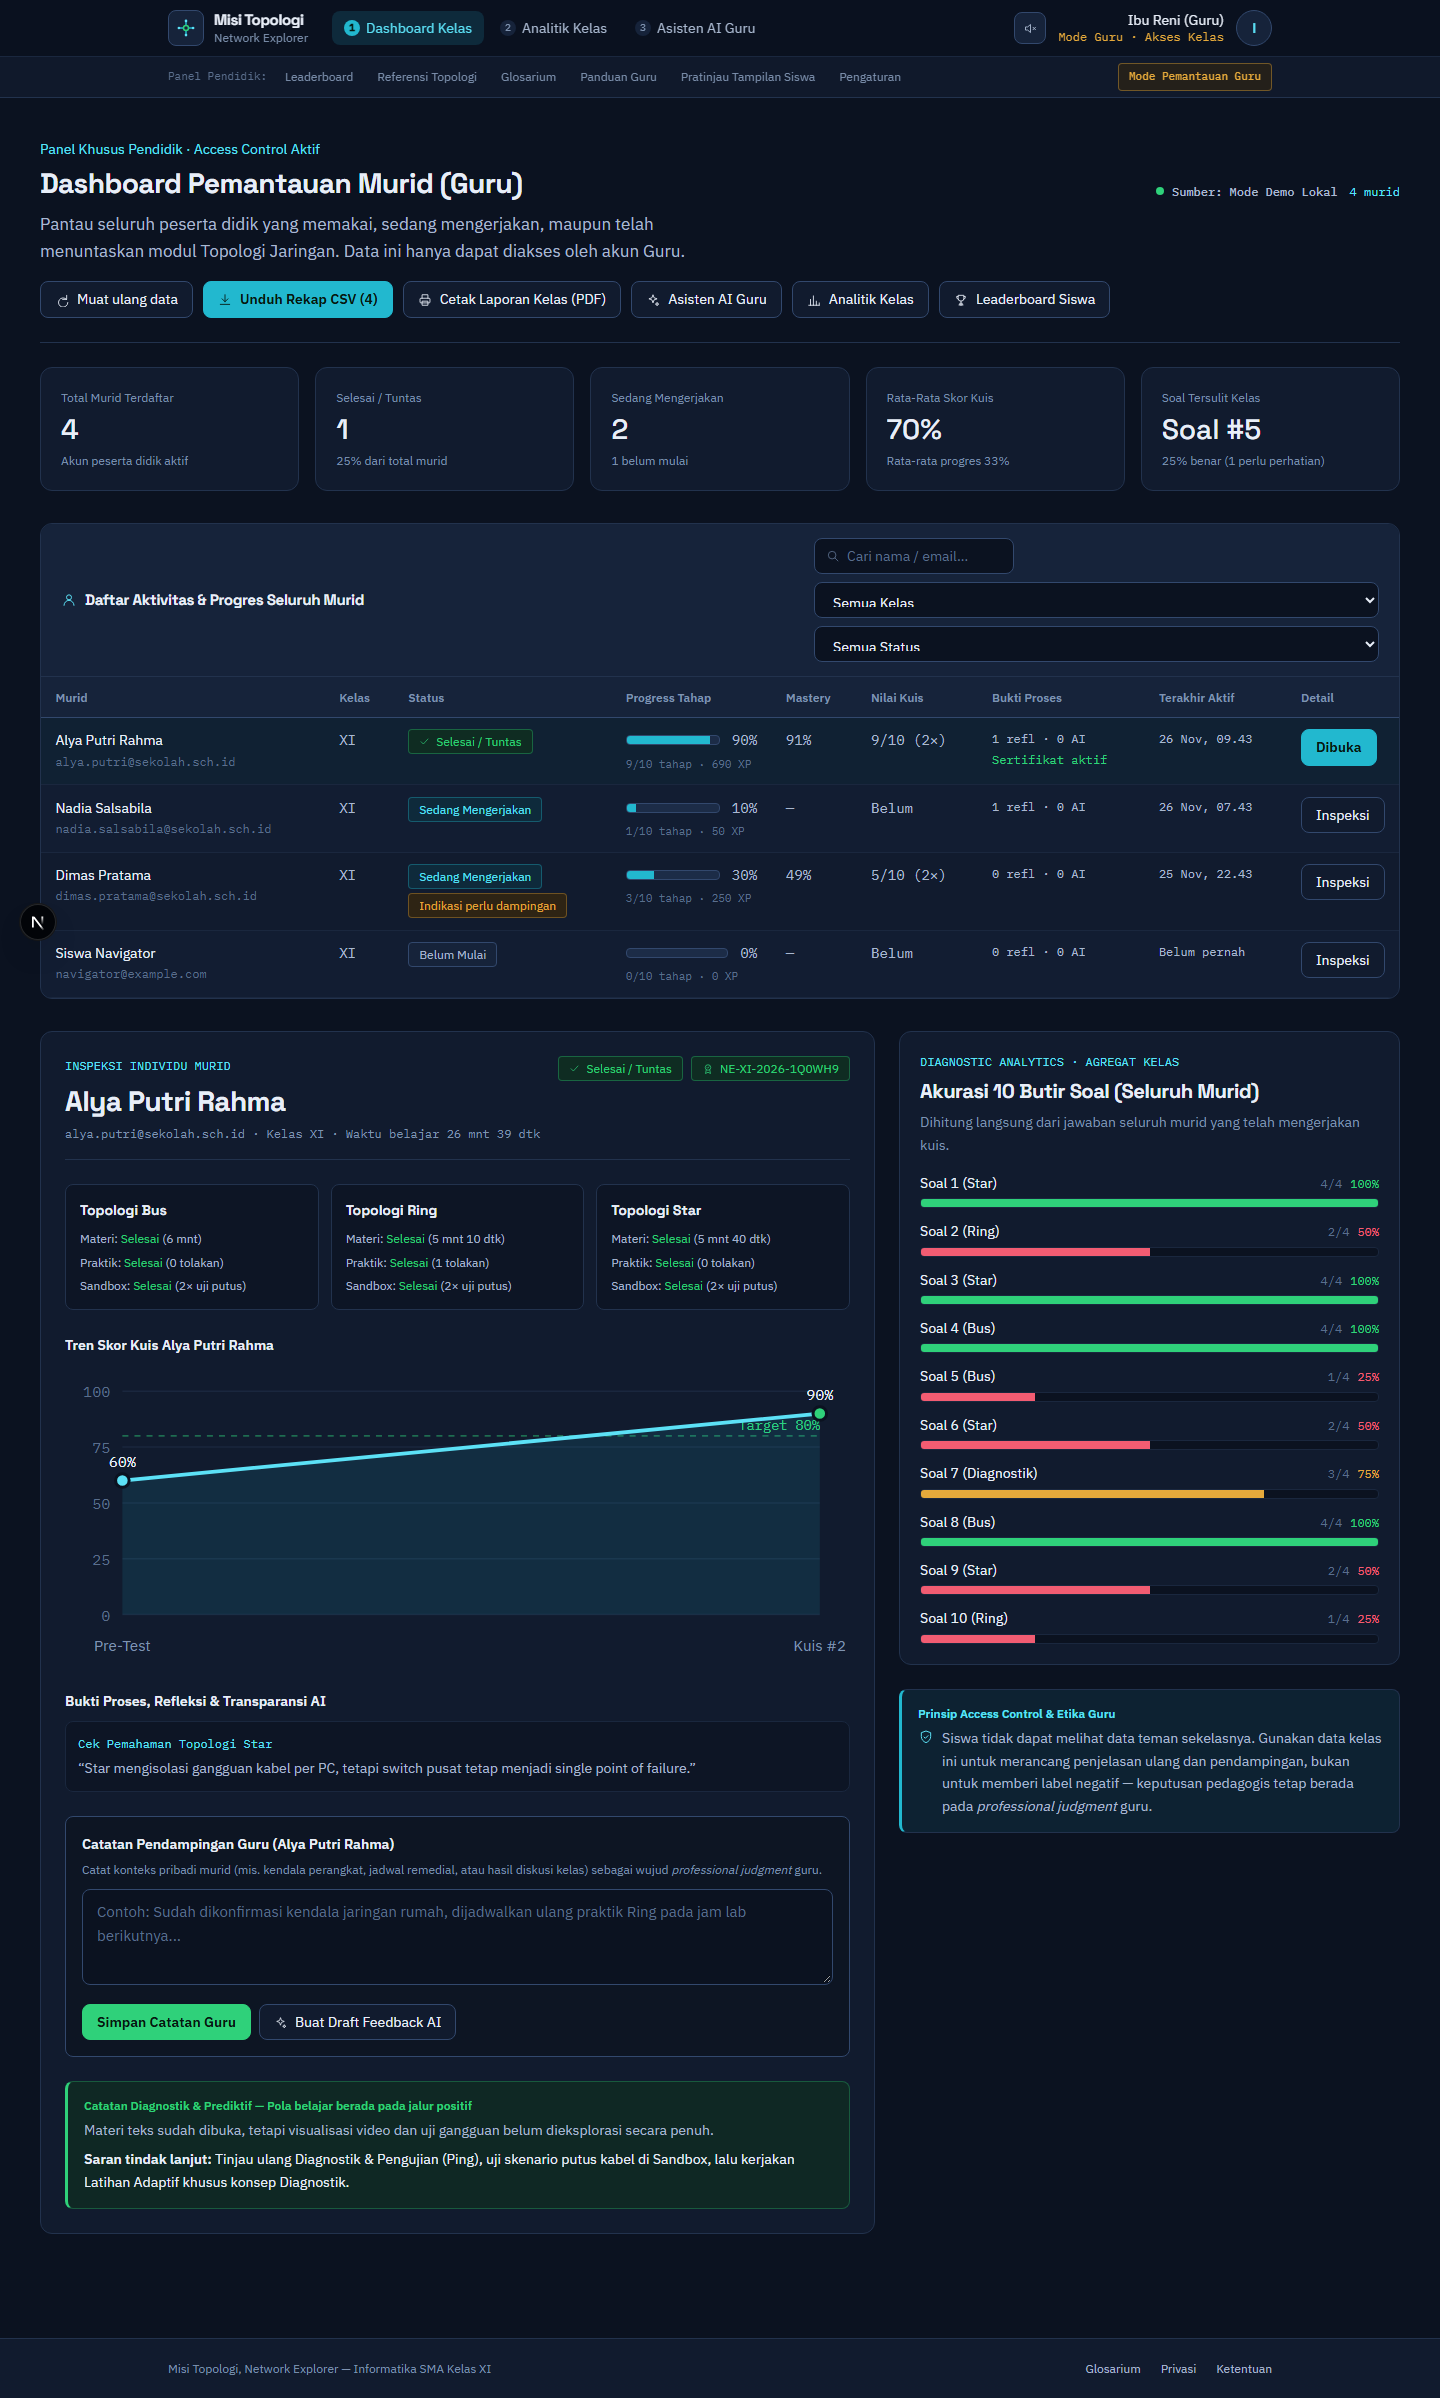 Misi Topologi
Network Explorer
1 Dashboard Kelas
2 Analitik Kelas
3 Asisten AI Guru
Ibu Reni (Guru)
Mode Guru · Akses Kelas
I
Panel Pendidik:
Leaderboard
Referensi Topologi
Glosarium
Panduan Guru
Pratinjau Tampilan Siswa
Pengaturan
Mode Pemantauan Guru
Panel Khusus Pendidik · Access Control Aktif
Dashboard Pemantauan Murid (Guru)
Sumber: Mode Demo Lokal 4 murid
Pantau seluruh peserta didik yang memakai, sedang mengerjakan, maupun telah
menuntaskan modul Topologi Jaringan. Data ini hanya dapat diakses oleh akun Guru.
Muat ulang data
Unduh Rekap CSV (4)
Cetak Laporan Kelas (PDF)
Asisten AI Guru
Analitik Kelas
Leaderboard Siswa
Total Murid Terdaftar
4
Akun peserta didik aktif
Selesai / Tuntas
1
25% dari total murid
Sedang Mengerjakan
2
1 belum mulai
Rata-Rata Skor Kuis
70%
Rata-rata progres 33%
Soal Tersulit Kelas
Soal #5
25% benar (1 perlu perhatian)
Daftar Aktivitas & Progres Seluruh Murid
Cari nama / email...
Semua Kelas
Semua Status
Murid Kelas Status Progress Tahap Mastery Nilai Kuis Bukti Proses Terakhir Aktif Detail
Alya Putri Rahma XI Selesai / Tuntas 90% 91% 9/10 (2×) 1 refl · 0 AI 26 Nov, 09.43 Dibuka
alya.putri@sekolah.sch.id 9/10 tahap · 690 XP Sertifikat aktif
Nadia Salsabila XI Sedang Mengerjakan 10% — Belum 1 refl · 0 AI 26 Nov, 07.43 Inspeksi
nadia.salsabila@sekolah.sch.id 1/10 tahap · 50 XP
Dimas Pratama XI Sedang Mengerjakan 30% 49% 5/10 (2×) 0 refl · 0 AI 25 Nov, 22.43 Inspeksi
dimas.pratama@sekolah.sch.id Indikasi perlu dampingan 3/10 tahap · 250 XP
N
Siswa Navigator XI Belum Mulai 0% — Belum 0 refl · 0 AI Belum pernah Inspeksi
navigator@example.com 0/10 tahap · 0 XP
INSPEKSI INDIVIDU MURID
Selesai / Tuntas
NE-XI-2026-1Q0WH9
Alya Putri Rahma
alya.putri@sekolah.sch.id · Kelas XI · Waktu belajar 26 mnt 39 dtk
Topologi Bus
Materi: Selesai (6 mnt)
Praktik: Selesai (0 tolakan)
Sandbox: Selesai (2× uji putus)
Topologi Ring
Materi: Selesai (5 mnt 10 dtk)
Praktik: Selesai (1 tolakan)
Sandbox: Selesai (2× uji putus)
Topologi Star
Materi: Selesai (5 mnt 40 dtk)
Praktik: Selesai (0 tolakan)
Sandbox: Selesai (2× uji putus)
Tren Skor Kuis Alya Putri Rahma
100
90%
Target 80%
75
60%
50
25
0
Pre-Test
Kuis #2
Bukti Proses, Refleksi & Transparansi AI
Cek Pemahaman Topologi Star
“Star mengisolasi gangguan kabel per PC, tetapi switch pusat tetap menjadi single point of failure.”
Catatan Pendampingan Guru (Alya Putri Rahma)
Catat konteks pribadi murid (mis. kendala perangkat, jadwal remedial, atau hasil diskusi kelas) sebagai wujud professional judgment guru.
Contoh: Sudah dikonfirmasi kendala jaringan rumah, dijadwalkan ulang praktik Ring pada jam lab
berikutnya...
Simpan Catatan Guru
Buat Draft Feedback AI
Catatan Diagnostik & Prediktif — Pola belajar berada pada jalur positif
Materi teks sudah dibuka, tetapi visualisasi video dan uji gangguan belum dieksplorasi secara penuh.
Saran tindak lanjut: Tinjau ulang Diagnostik & Pengujian (Ping), uji skenario putus kabel di Sandbox, lalu kerjakan
Latihan Adaptif khusus konsep Diagnostik.
DIAGNOSTIC ANALYTICS · AGREGAT KELAS
Akurasi 10 Butir Soal (Seluruh Murid)
Dihitung langsung dari jawaban seluruh murid yang telah mengerjakan
kuis.
Soal 1 (Star) 4/4 100%
Soal 2 (Ring) 2/4 50%
Soal 3 (Star) 4/4 100%
Soal 4 (Bus) 4/4 100%
Soal 5 (Bus) 1/4 25%
Soal 6 (Star) 2/4 50%
Soal 7 (Diagnostik) 3/4 75%
Soal 8 (Bus) 4/4 100%
Soal 9 (Star) 2/4 50%
Soal 10 (Ring) 1/4 25%
Prinsip Access Control & Etika Guru
Siswa tidak dapat melihat data teman sekelasnya. Gunakan data kelas
ini untuk merancang penjelasan ulang dan pendampingan, bukan
untuk memberi label negatif — keputusan pedagogis tetap berada
pada professional judgment guru.
Misi Topologi, Network Explorer — Informatika SMA Kelas XI
Glosarium
Privasi
Ketentuan